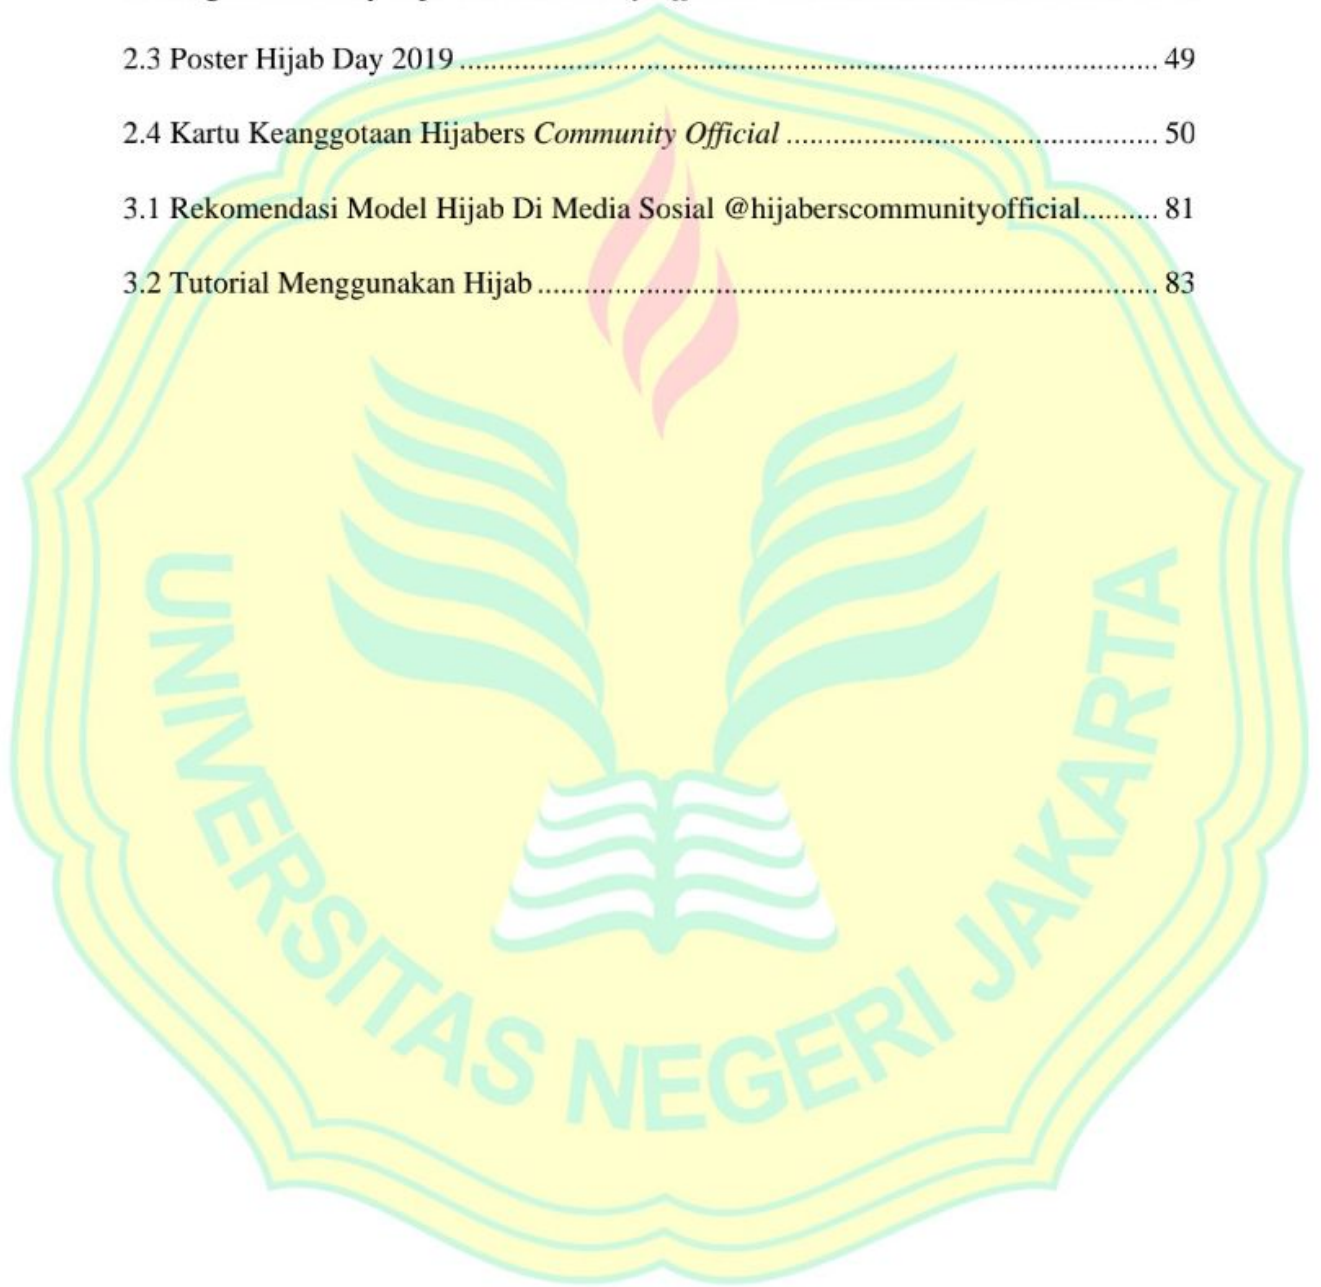 2.3 Poster Hijab Day 2019 .......... 49
2.4 Kartu Keanggotaan Hijabers Community Official .......... 50
3.1 Rekomendasi Model Hijab Di Media Sosial @hijaberscommunityofficial.......... 81
3.2 Tutorial Menggunakan Hijab .......... 83
UNIVERSITAS NEGERI JAKARTA